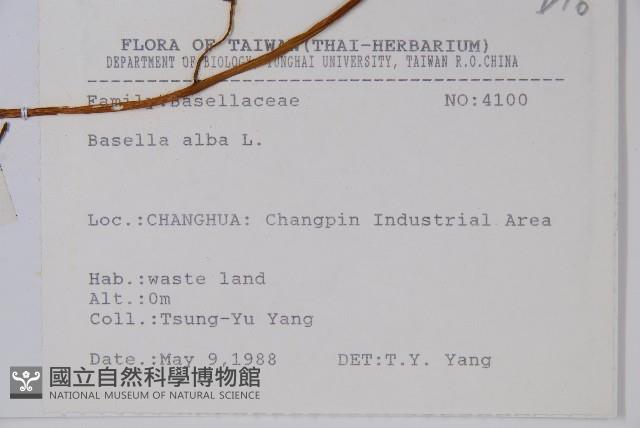 FLORA OF TAIWAN(THAI-HERBARIUM)
DEPARTMENT OF BIOLOGY, TUNGHAI UNIVERSITY, TAIWAN R.O.CHINA
Family:Basellaceae NO:4100
Basella alba L.
Loc.:CHANGHUA: Changpin Industrial Area
Hab.:waste land
Alt.:0m
Coll.:Tsung-Yu Yang
Date.:May 9,1988 DET:T.Y. Yang
國立自然科學博物館
NATIONAL MUSEUM OF NATURAL SCIENCE